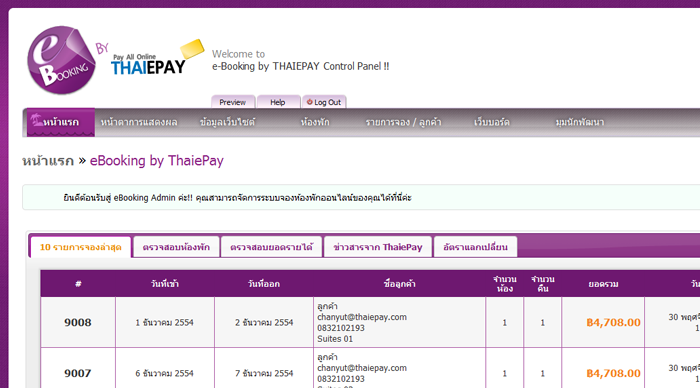 e
BOOKING
BY
Pay All Online
THAIEPAY
Welcome to
e-Booking by THAIEPAY Control Panel !!
Preview Help Log Out
หน้าแรก หน้าตาการแสดงผล ข้อมูลเว็บไซต์ ห้องพัก รายการจอง / ลูกค้า เว็บบอร์ด มุมนักพัฒนา
หน้าแรก » eBooking by ThaiePay
ยินดีต้อนรับสู่ eBooking Admin ค่ะ!! คุณสามารถจัดการระบบจองห้องพักออนไลน์ของคุณได้ที่นี่ค่ะ
10 รายการจองล่าสุด ตรวจสอบห้องพัก ตรวจสอบยอดรายได้ ข่าวสารจาก ThaiePay อัตราแลกเปลี่ยน
# วันที่เข้า วันที่ออก ชื่อลูกค้า จำนวนห้อง จำนวนคืน ยอดรวม
9008 1 ธันวาคม 2554 2 ธันวาคม 2554 ลูกค้า 1 1 ฿4,708.00 30
chanyut@thaiepay.com
0832102193
Suites 01
9007 6 ธันวาคม 2554 7 ธันวาคม 2554 ลูกค้า 1 1 ฿4,708.00 30
chanyut@thaiepay.com
0832102193